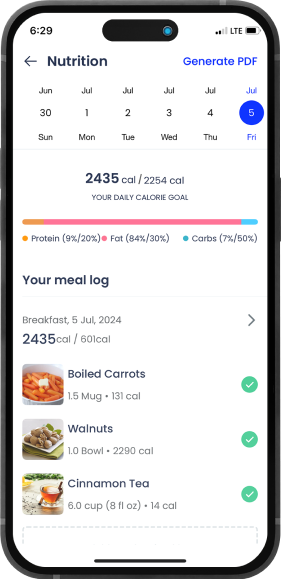 6:29 LTE
Nutrition Generate PDF
Jun Jul Jul Jul Jul Jul
30 1 2 3 4 5
Sun Mon Tue Wed Thu Fri
2435 cal / 2254 cal
YOUR DAILY CALORIE GOAL
Protein (9%/20%) Fat (84%/30%) Carbs (7%/50%)
Your meal log
Breakfast, 5 Jul, 2024
2435cal / 601cal
Boiled Carrots
1.5 Mug • 131 cal
Walnuts
1.0 Bowl • 2290 cal
Cinnamon Tea
6.0 cup (8 fl oz) • 14 cal